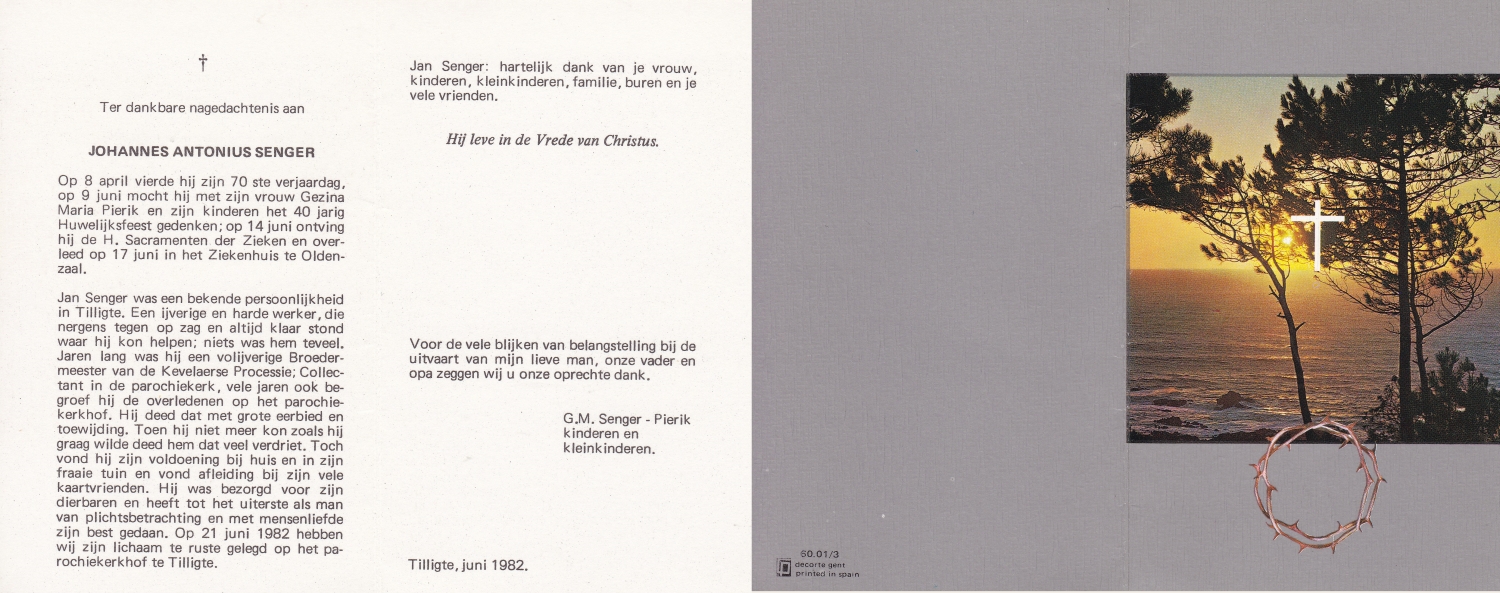 †
Ter dankbare nagedachtenis aan
JOHANNES ANTONIUS SENGER
Op 8 april vierde hij zijn 70 ste verjaardag,
op 9 juni mocht hij met zijn vrouw Gezina
Maria Pierik en zijn kinderen het 40 jarig
Huwelijksfeest gedenken; op 14 juni ontving
hij de H. Sacramenten der Zieken en over-
leed op 17 juni in het Ziekenhuis te Olden-
zaal.
Jan Senger was een bekende persoonlijkheid
in Tilligte. Een ijverige en harde werker, die
nergens tegen op zag en altijd klaar stond
waar hij kon helpen; niets was hem teveel.
Jaren lang was hij een volijverige Broeder-
meester van de Kevelaerse Processie; Collec-
tant in de parochiekerk, vele jaren ook be-
groef hij de overledenen op het parochie-
kerkhof. Hij deed dat met grote eerbied en
toewijding. Toen hij niet meer kon zoals hij
graag wilde deed hem dat veel verdriet. Toch
vond hij zijn voldoening bij huis en in zijn
fraaie tuin en vond afleiding bij zijn vele
kaartvrienden. Hij was bezorgd voor zijn
dierbaren en heeft tot het uiterste als man
van plichtsbetrachting en met mensenliefde
zijn best gedaan. Op 21 juni 1982 hebben
wij zijn lichaam te ruste gelegd op het pa-
rochiekerkhof te Tilligte.
Jan Senger: hartelijk dank van je vrouw,
kinderen, kleinkinderen, familie, buren en je
vele vrienden.
Hij leve in de Vrede van Christus.
Voor de vele blijken van belangstelling bij de
uitvaart van mijn lieve man, onze vader en
opa zeggen wij u onze oprechte dank.
G.M. Senger - Pierik
kinderen en
kleinkinderen.
Tilligte, juni 1982.
60.01/3
decorte gent
printed in spain